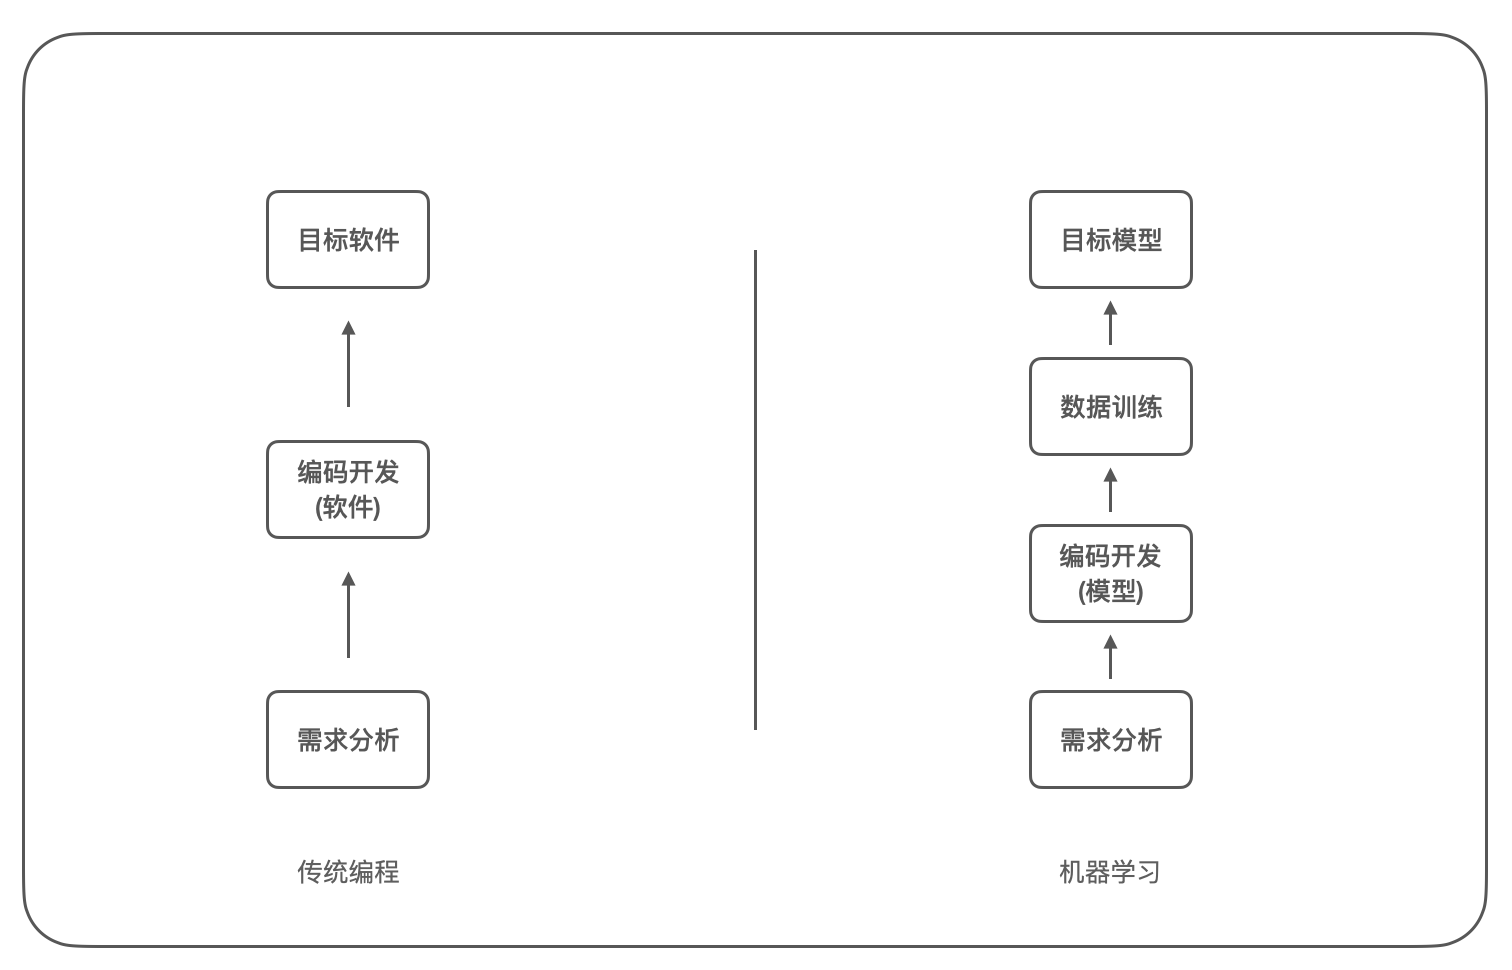 目标软件
编码开发
(软件)
需求分析
传统编程
目标模型
数据训练
编码开发
(模型)
需求分析
机器学习